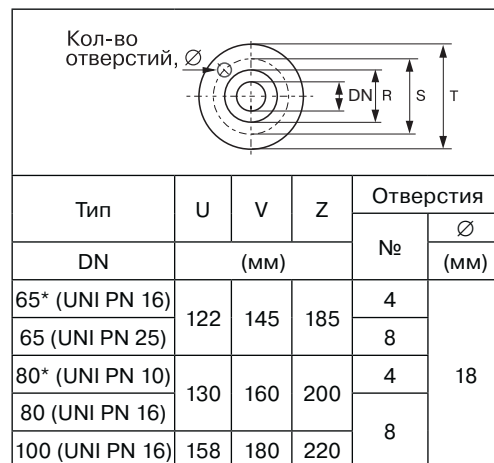 Кол-во
отверстий, ∅
DN R S T
Тип U V Z Отверстия
№ ∅
DN (мм) (мм)
65* (UNI PN 16) 122 145 185 4 18
65 (UNI PN 25) 8
80* (UNI PN 10) 130 160 200 4
80 (UNI PN 16) 8
100 (UNI PN 16) 158 180 220